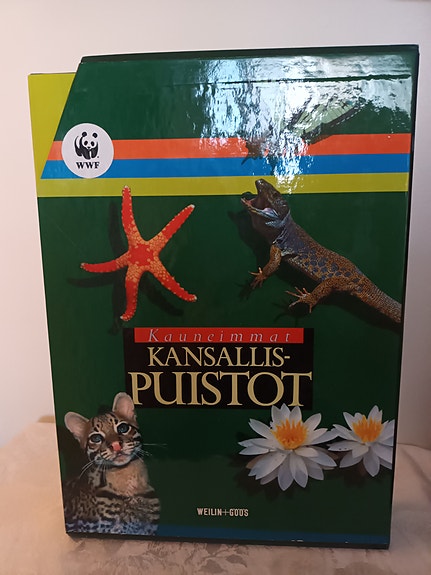 WWF
Kauneimmat
KANSALLIS-
PUISTOT
WEILIN+GÖÖS